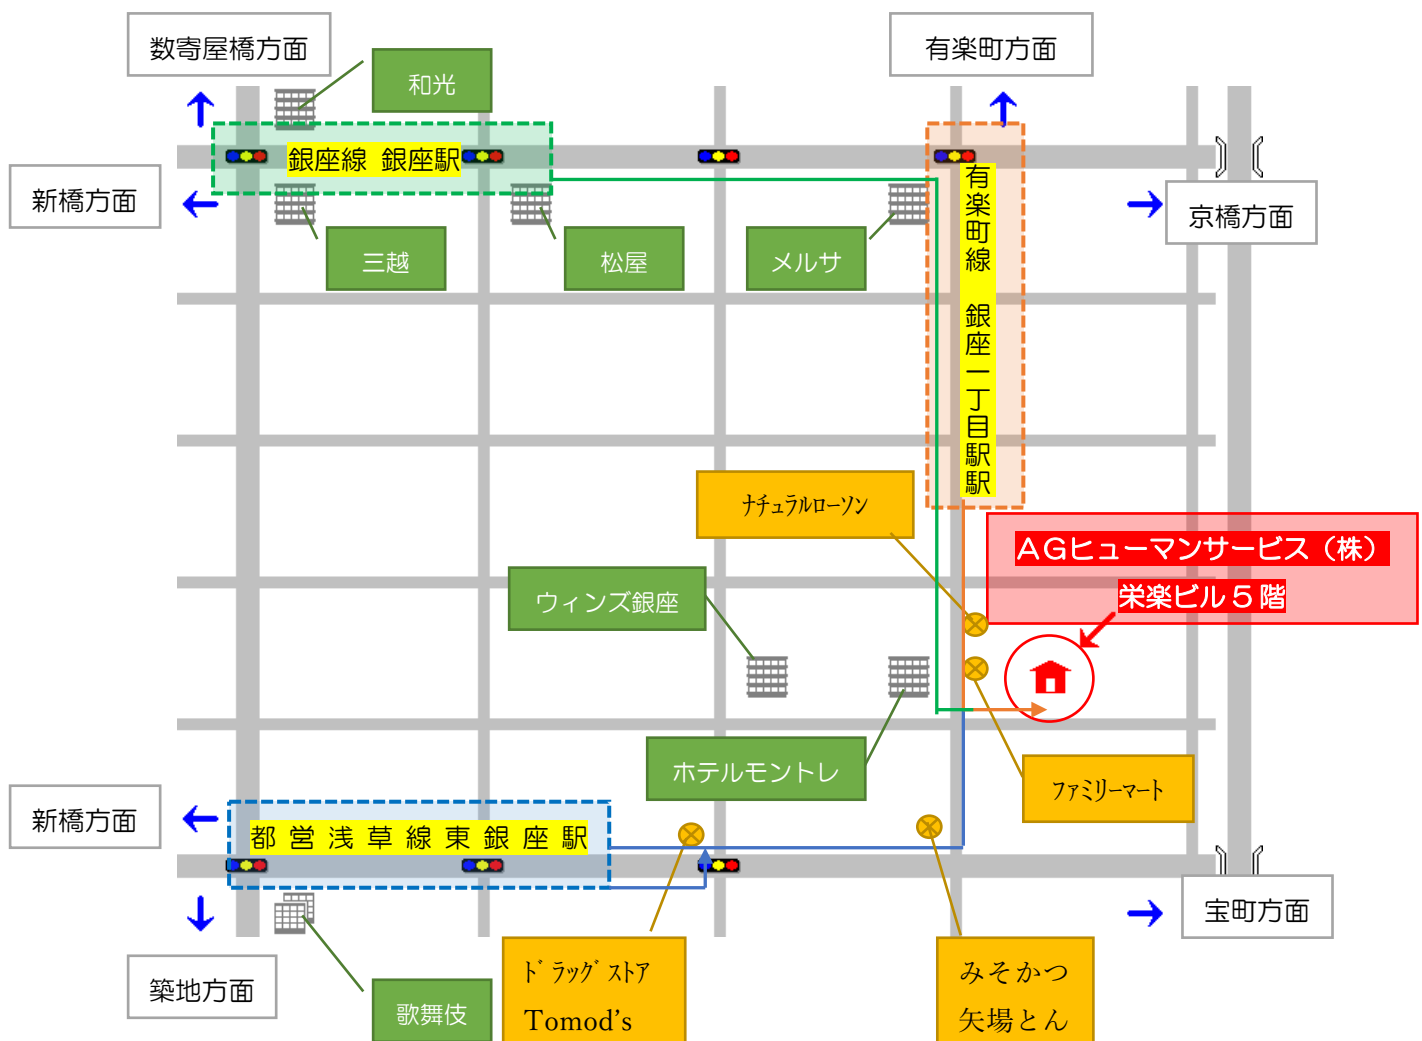 数寄屋橋方面
有楽町方面
和光
銀座線 銀座駅
新橋方面
京橋方面
三越
松屋
メルサ
有楽町線 銀座一丁目駅駅
ナチュラルローソン
AGヒューマンサービス（株）
栄楽ビル５階
ウィンズ銀座
ホテルモントレ
ファミリーマート
新橋方面
都営浅草線東銀座駅
宝町方面
築地方面
歌舞伎
ドラッグストア
Tomod's
みそかつ
矢場とん